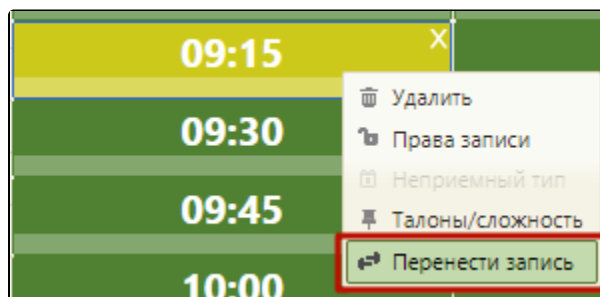 09:15 X
Удалить
09:30
Права записи
Неприемный тип
09:45
Талоны/сложность
Перенести запись
10:00